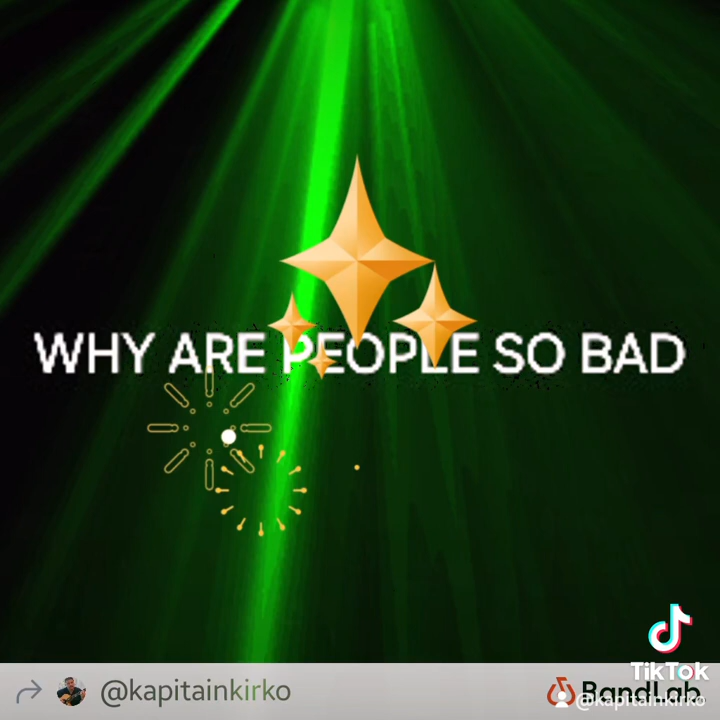 WHY ARE PEOPLE SO BAD
TikTok
@kapitainkirko
BandLab
@kapitainkirko